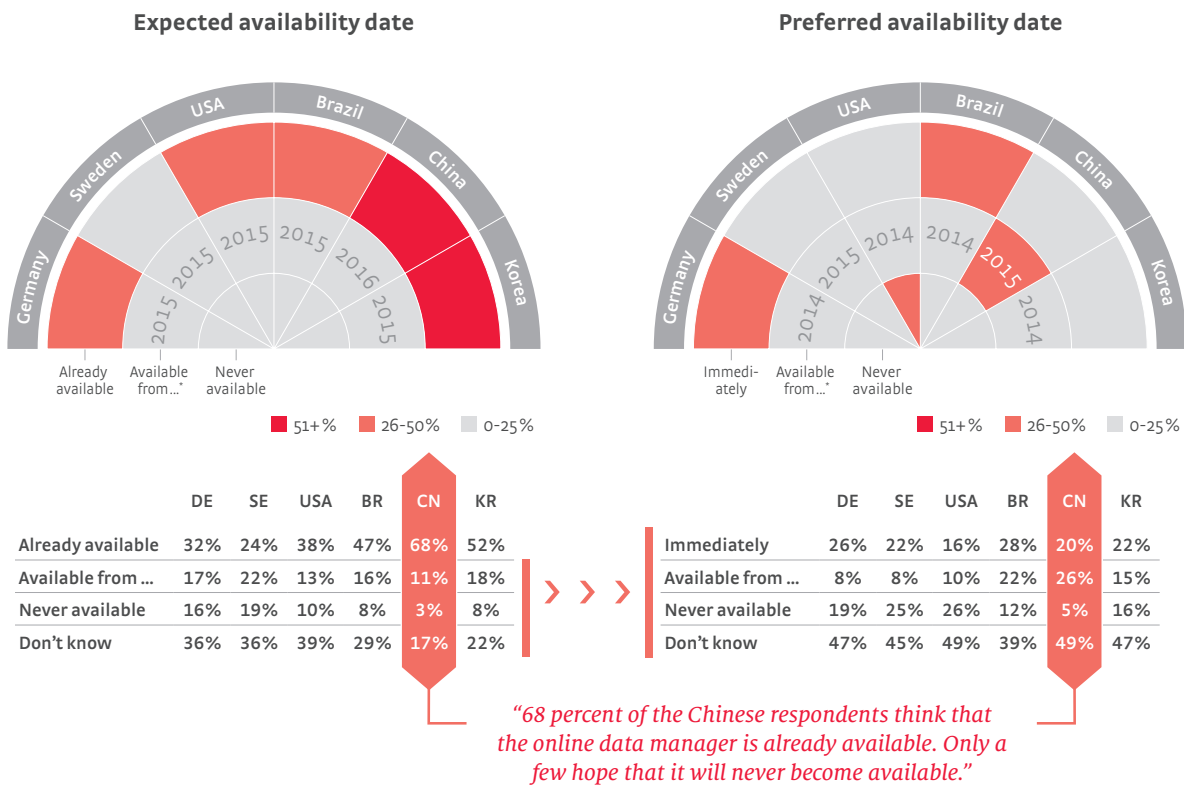 Expected availability date
Germany
Sweden
USA
Brazil
China
Korea
2015
2015
2015
2015
2016
2015
Already
available
Available
from ...*
Never
available
51+%
26-50%
0-25%
DE SE USA BR CN KR
Already available 32% 24% 38% 47% 68% 52%
Available from ... 17% 22% 13% 16% 11% 18%
Never available 16% 19% 10% 8% 3% 8%
Don't know 36% 36% 39% 29% 17% 22%
Preferred availability date
Germany
Sweden
USA
Brazil
China
Korea
2014
2015
2014
2014
2015
2014
Immedi-
ately
Available
from ...*
Never
available
51+%
26-50%
0-25%
DE SE USA BR CN KR
Immediately 26% 22% 16% 28% 20% 22%
Available from ... 8% 8% 10% 22% 26% 15%
Never available 19% 25% 26% 12% 5% 16%
Don't know 47% 45% 49% 39% 49% 47%
"68 percent of the Chinese respondents think that
the online data manager is already available. Only a
few hope that it will never become available."